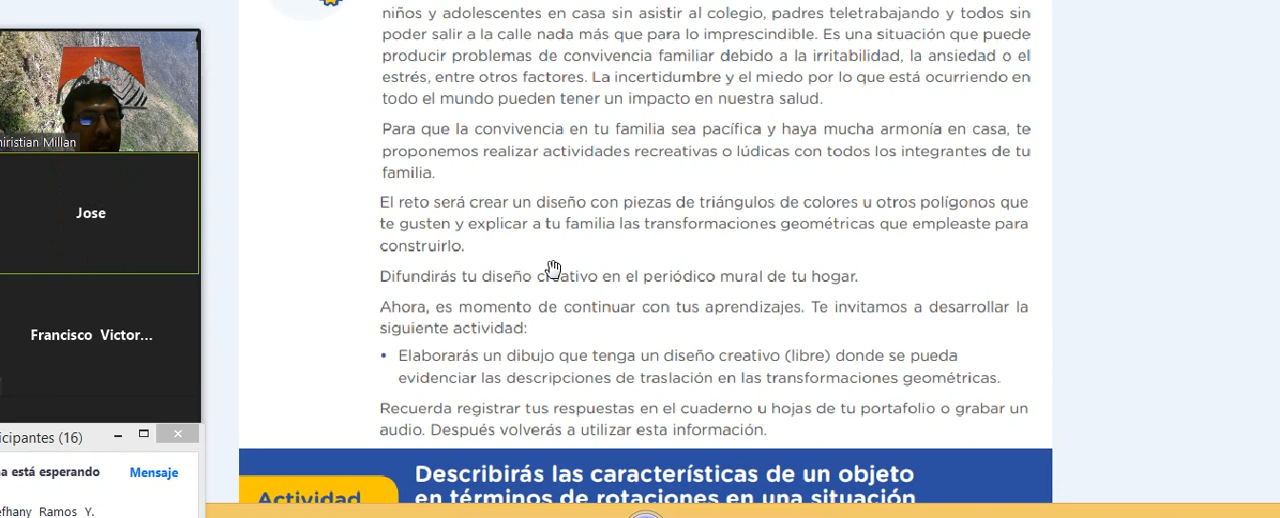 niños y adolescentes en casa sin asistir al colegio, padres teletrabajando y todos sin
poder salir a la calle nada más que para lo imprescindible. Es una situación que puede
producir problemas de convivencia familiar debido a la irritabilidad, la ansiedad o el
estrés, entre otros factores. La incertidumbre y el miedo por lo que está ocurriendo en
todo el mundo pueden tener un impacto en nuestra salud.
Para que la convivencia en tu familia sea pacífica y haya mucha armonía en casa, te
proponemos realizar actividades recreativas o lúdicas con todos los integrantes de tu
familia.
El reto será crear un diseño con piezas de triángulos de colores u otros polígonos que
te gusten y explicar a tu familia las transformaciones geométricas que empleaste para
construirlo.
Difundirás tu diseño creativo en el periódico mural de tu hogar.
Ahora, es momento de continuar con tus aprendizajes. Te invitamos a desarrollar la
siguiente actividad:
• Elaborarás un dibujo que tenga un diseño creativo (libre) donde se pueda
evidenciar las descripciones de traslación en las transformaciones geométricas.
Recuerda registrar tus respuestas en el cuaderno u hojas de tu portafolio o grabar un
audio. Después volverás a utilizar esta información.
Actividad
Describirás las características de un objeto
en términos de rotaciones en una situación
hiristian Millan
Jose
Francisco Victor...
icipantes (16)
a está esperando
Mensaje
efhany Ramos Y.